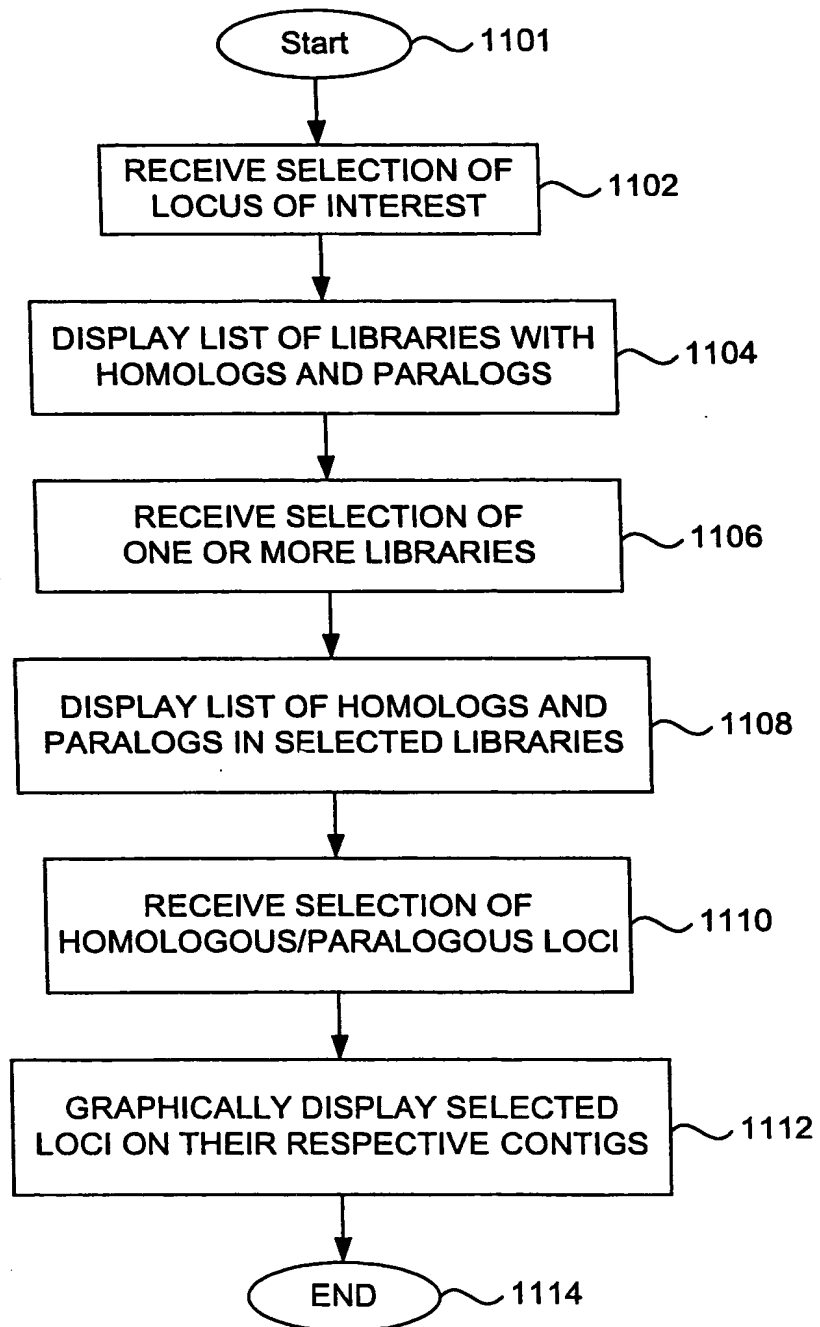 Start
1101
RECEIVE SELECTION OF
LOCUS OF INTEREST
1102
DISPLAY LIST OF LIBRARIES WITH
HOMOLOGS AND PARALOGS
1104
RECEIVE SELECTION OF
ONE OR MORE LIBRARIES
1106
DISPLAY LIST OF HOMOLOGS AND
PARALOGS IN SELECTED LIBRARIES
1108
RECEIVE SELECTION OF
HOMOLOGOUS/PARALOGOUS LOCI
1110
GRAPHICALLY DISPLAY SELECTED
LOCI ON THEIR RESPECTIVE CONTIGS
1112
END
1114